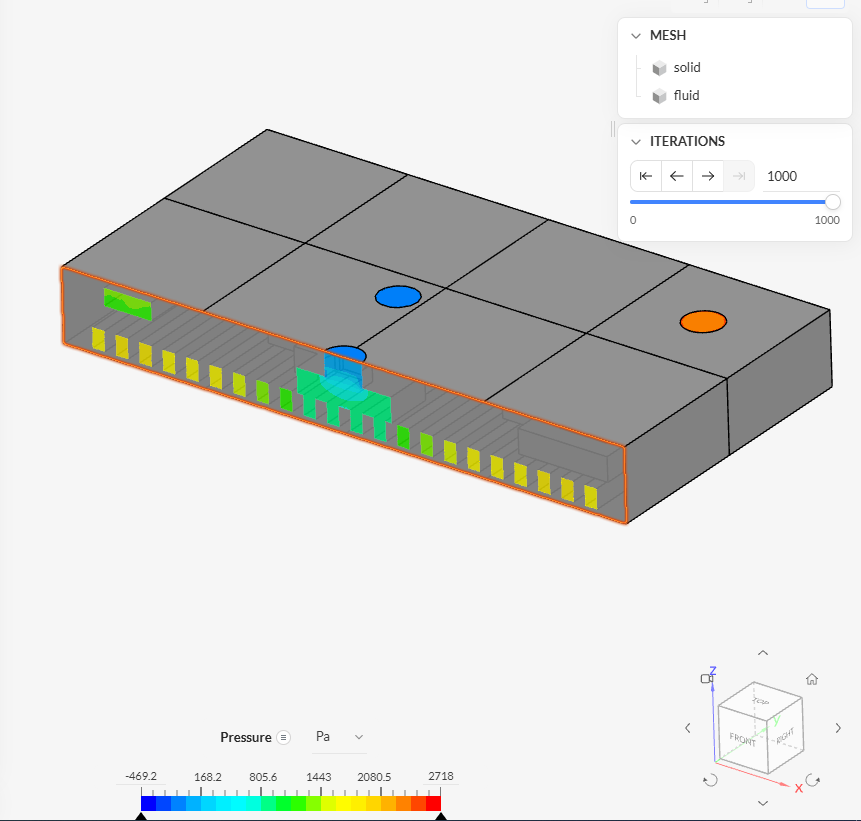 MESH
solid
fluid
ITERATIONS
1000
0 1000
Z
TOP
y
FRONT RIGHT
X
Pressure Pa
-469.2 168.2 805.6 1443 2080.5 2718